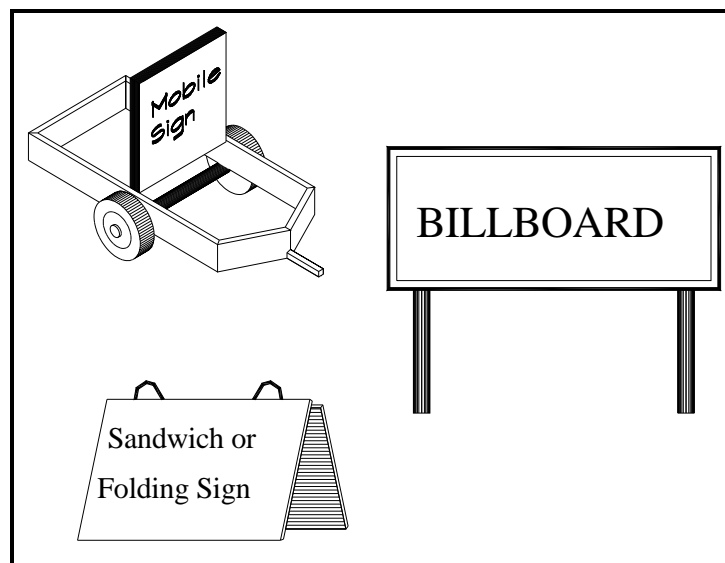 Mobile
Sign
BILLBOARD
Sandwich or
Folding Sign